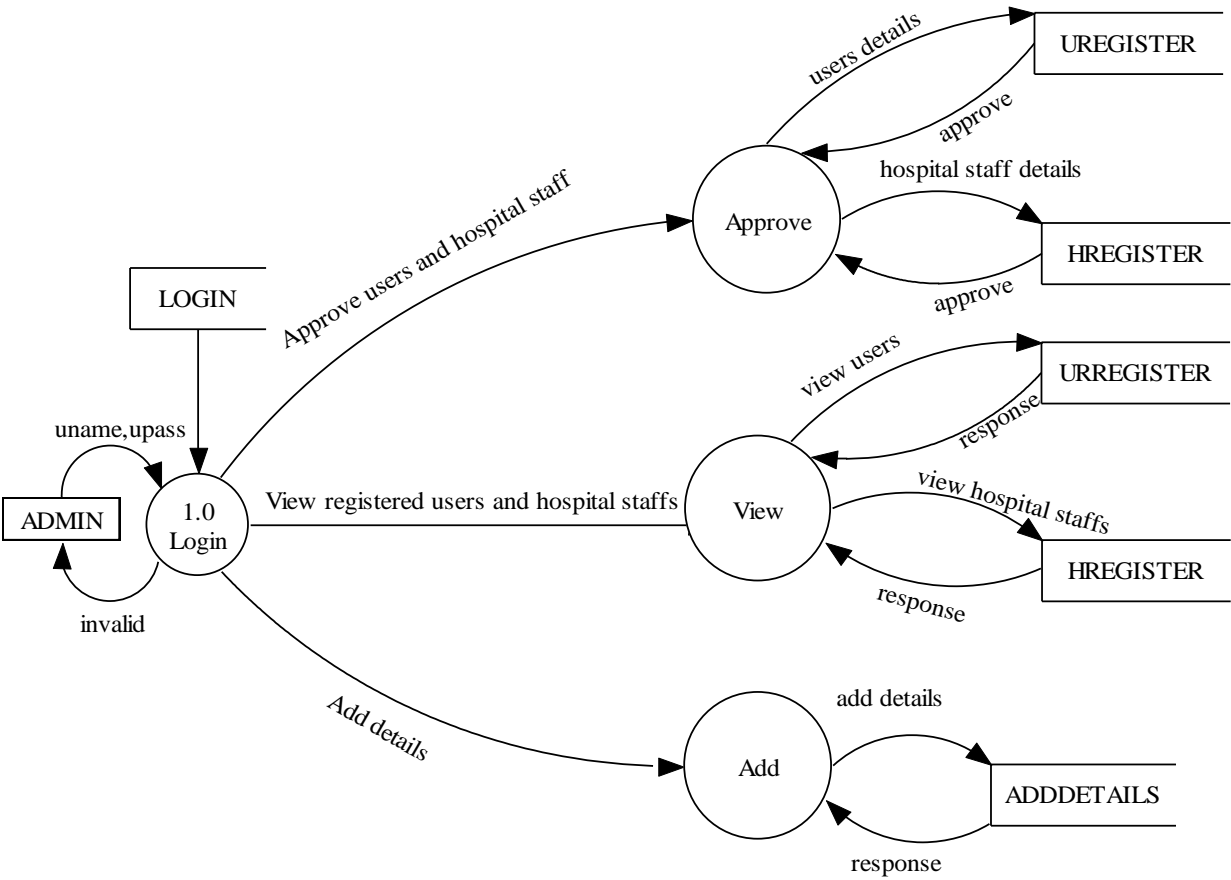 users details
UREGISTER
approve
hospital staff details
Approve
HREGISTER
approve
Approve users and hospital staff
LOGIN
view users
URREGISTER
response
uname,upass
View registered users and hospital staffs
View
view hospital staffs
ADMIN
1.0
Login
HREGISTER
response
invalid
Add details
add details
Add
ADDDETAILS
response